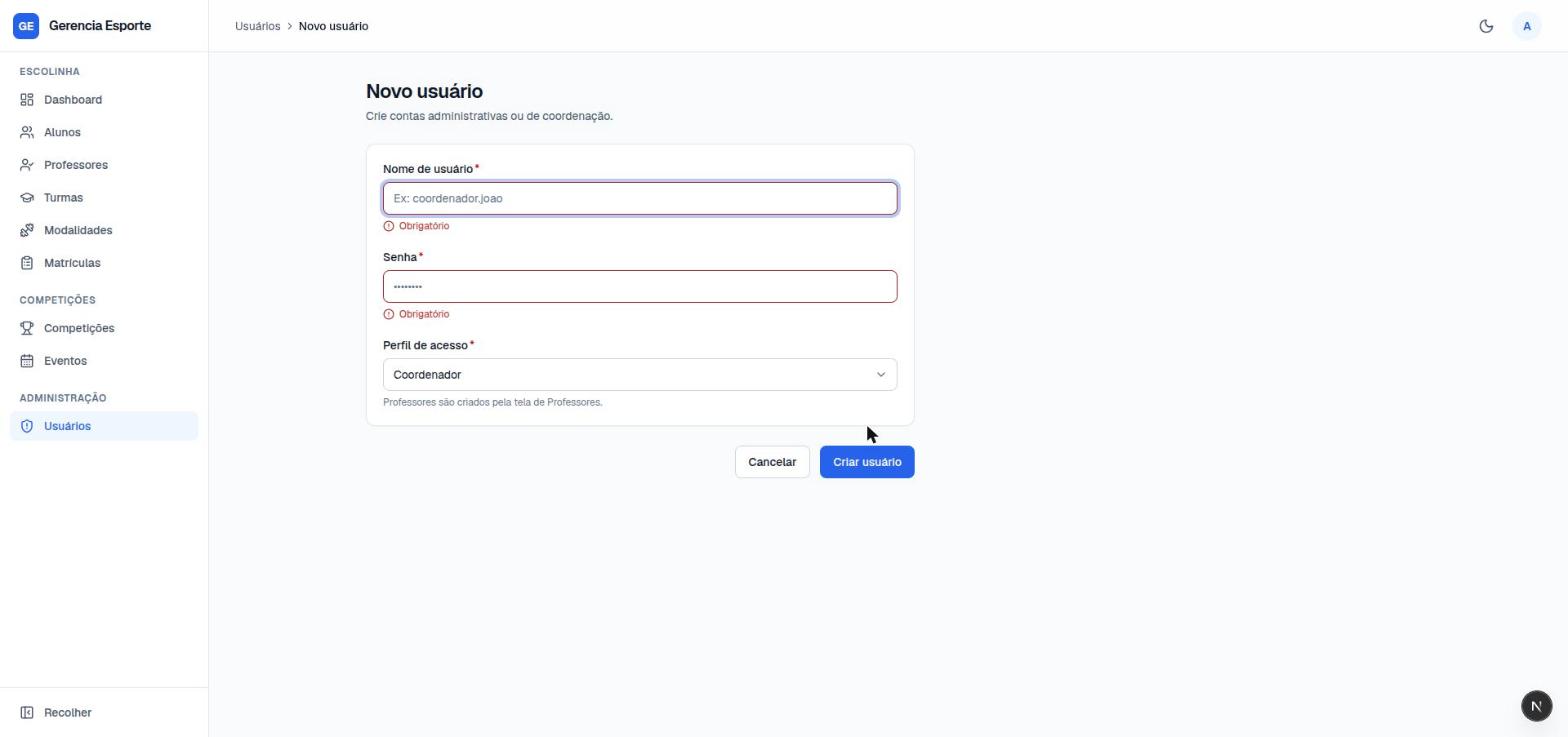 GE Gerencia Esporte
Usuários > Novo usuário
A
ESCOLINHA
Dashboard
Alunos
Professores
Turmas
Modalidades
Matrículas
COMPETIÇÕES
Competições
Eventos
ADMINISTRAÇÃO
Usuários
Recolher
Novo usuário
Crie contas administrativas ou de coordenação.
Nome de usuário *
Ex: coordenador.joao
Obrigatório
Senha *
••••••••
Obrigatório
Perfil de acesso *
Coordenador
Professores são criados pela tela de Professores.
Cancelar
Criar usuário
N